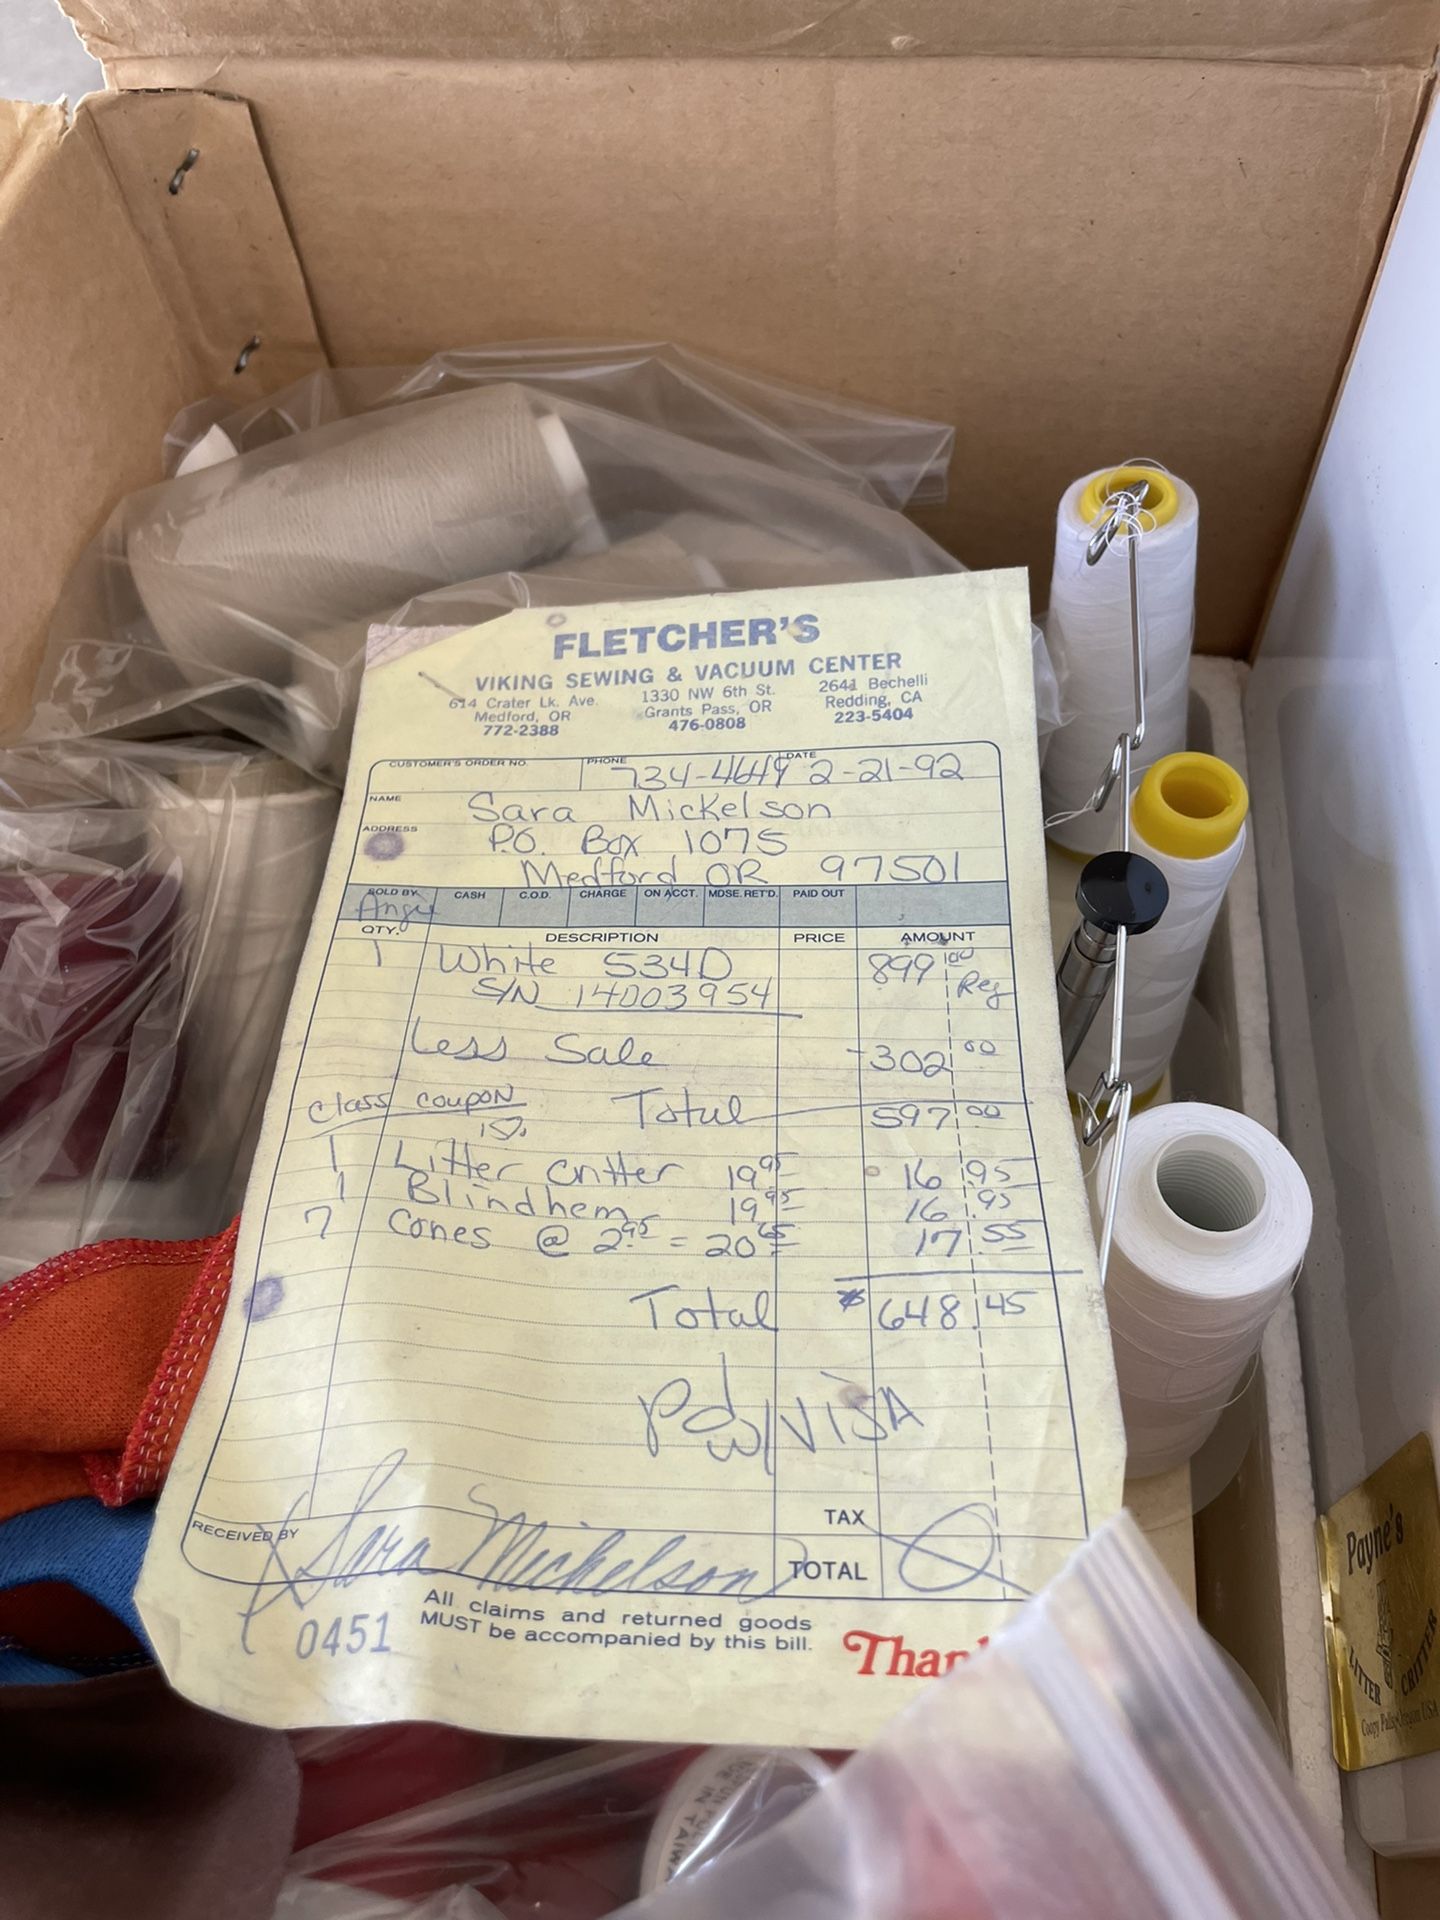 FLETCHER'S
VIKING SEWING & VACUUM CENTER
614 Crater Lk. Ave. 1330 NW 6th St. 2641 Bechelli
Medford, OR Grants Pass, OR Redding, CA
772-2388 476-0808 223-5404
CUSTOMER'S ORDER NO. PHONE 734-4649 DATE 2-21-92
NAME Sara Mickelson
ADDRESS P.O. Box 1075
Medford OR 97501
SOLD BY CASH C.O.D. CHARGE ON ACCT. MDSE. RET'D. PAID OUT
Angie
QTY. DESCRIPTION PRICE AMOUNT
1 White 534D 899 00
S/N 14003954 Reg
Less Sale -302 00
Class coupon Total 597 00
15%
1 Litter Critter 19 95 16.95
1 Blindhem 19 95 16.95
7 Cones @ 2 95 = 20 65 17.55
Total 648.45
pd w/ VISA
TAX
RECEIVED BY X Sara Mickelson TOTAL
All claims and returned goods
MUST be accompanied by this bill.
0451
Payne's
LITTER CRITTER
USA
IN TAIWAN